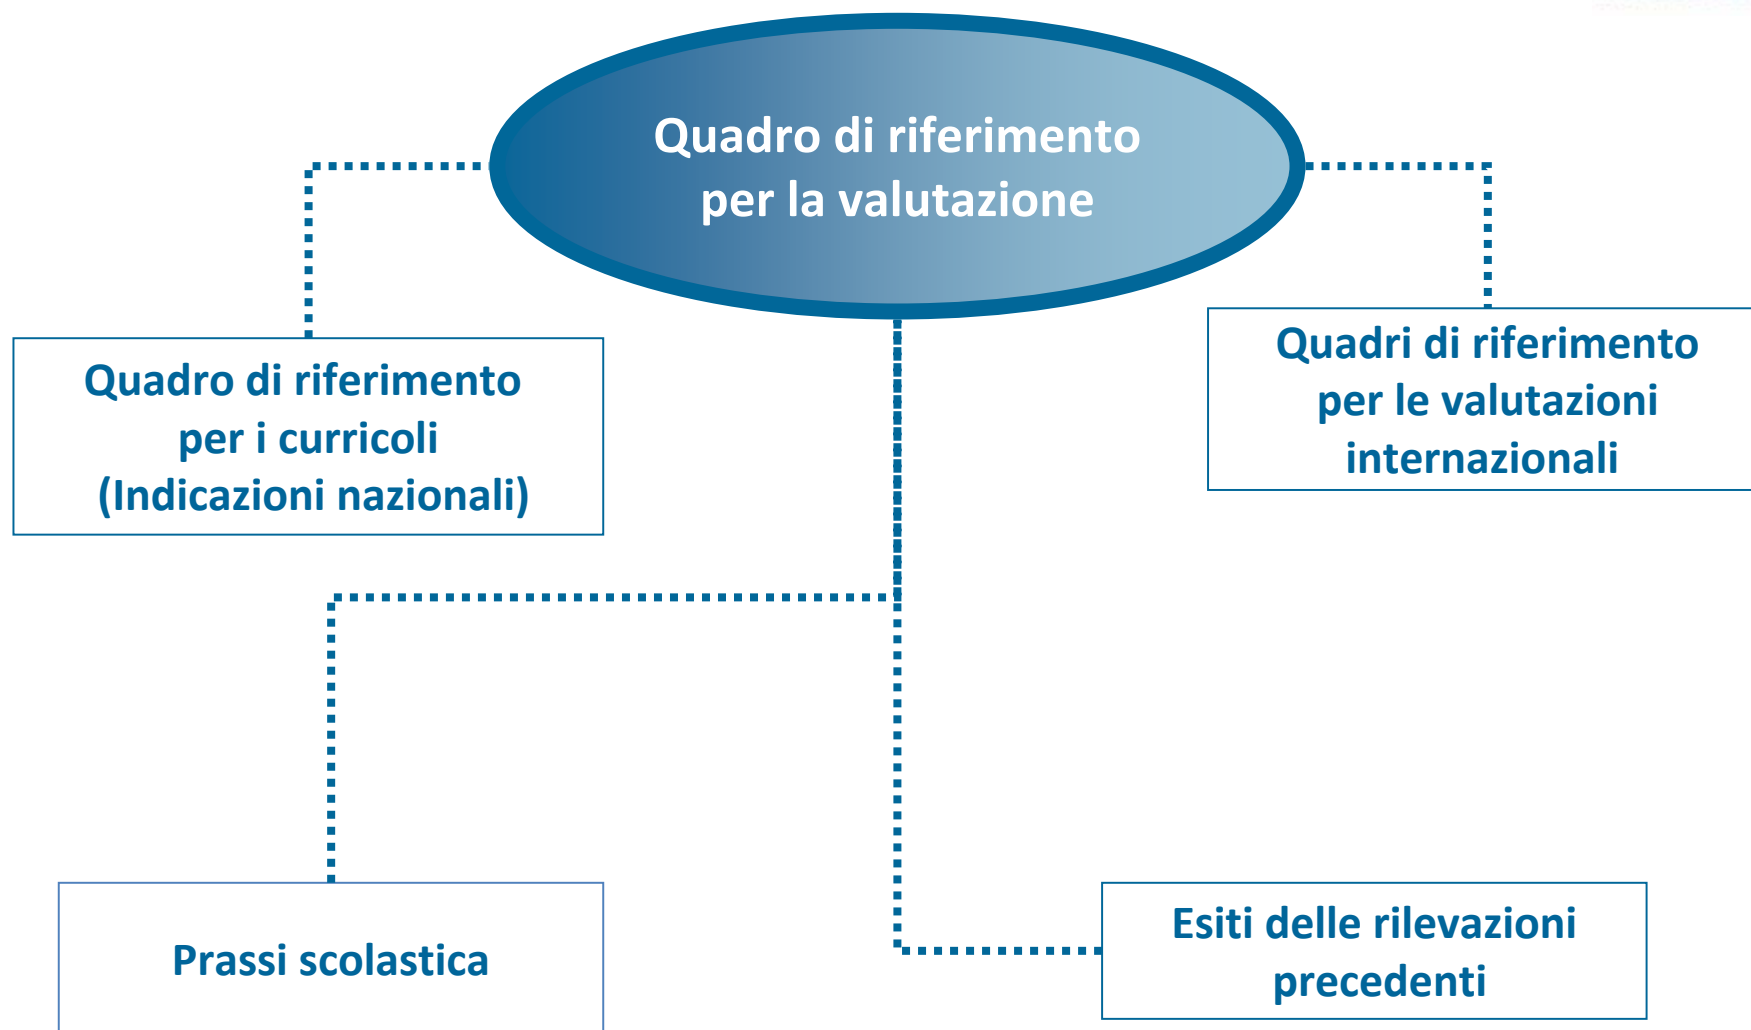 Quadro di riferimento
per la valutazione
Quadro di riferimento
per i curricoli
(Indicazioni nazionali)
Quadri di riferimento
per le valutazioni
internazionali
Prassi scolastica
Esiti delle rilevazioni
precedenti